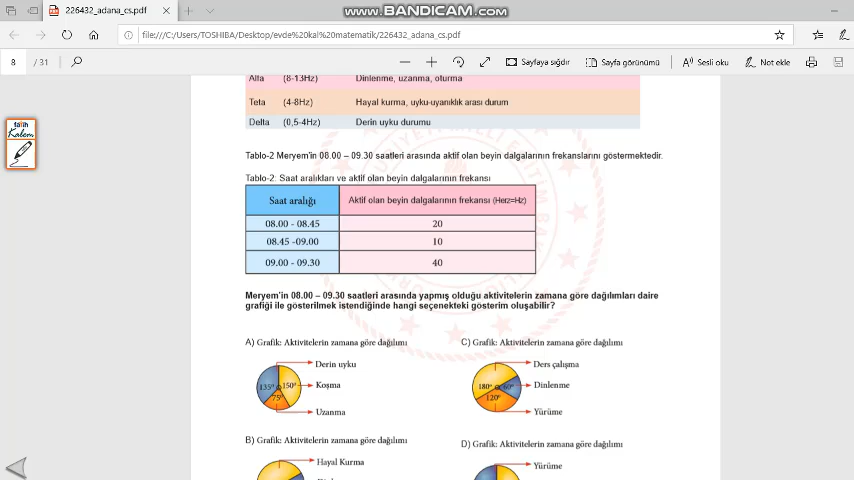 www.BANDICAM.com
226432_adana_cs.pdf
file:///C:/Users/TOSHIBA/Desktop/evde%20kal%20matematik/226432_adana_cs.pdf
8 / 31
Sayfaya sığdır
Sayfa görünümü
Sesli oku
Not ekle
fatih
Kalem
Alfa (8-13Hz) Dinlenme, uzanma, oturma
Teta (4-8Hz) Hayal kurma, uyku-uyanıklık arası durum
Delta (0,5-4Hz) Derin uyku durumu
Tablo-2 Meryem'in 08.00 – 09.30 saatleri arasında aktif olan beyin dalgalarının frekanslarını göstermektedir.
Tablo-2: Saat aralıkları ve aktif olan beyin dalgalarının frekansı
Saat aralığı Aktif olan beyin dalgalarının frekansı (Herz=Hz)
08.00 - 08.45 20
08.45 -09.00 10
09.00 - 09.30 40
Meryem'in 08.00 – 09.30 saatleri arasında yapmış olduğu aktivitelerin zamana göre dağılımları daire
grafiği ile gösterilmek istendiğinde hangi seçenekteki gösterim oluşabilir?
A) Grafik: Aktivitelerin zamana göre dağılımı
Derin uyku
135° 150° Koşma
75°
Uzanma
B) Grafik: Aktivitelerin zamana göre dağılımı
Hayal Kurma
C) Grafik: Aktivitelerin zamana göre dağılımı
Ders çalışma
180° 60° Dinlenme
120°
Yürüme
D) Grafik: Aktivitelerin zamana göre dağılımı
Yürüme